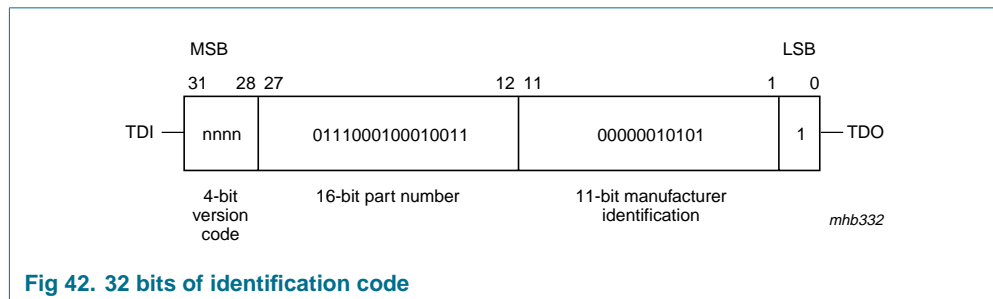 MSB LSB
31 28 27 12 11 1 0
TDI nnnn 0111000100010011 00000010101 1 TDO
4-bit version code
16-bit part number
11-bit manufacturer identification
mhb332
Fig 42. 32 bits of identification code